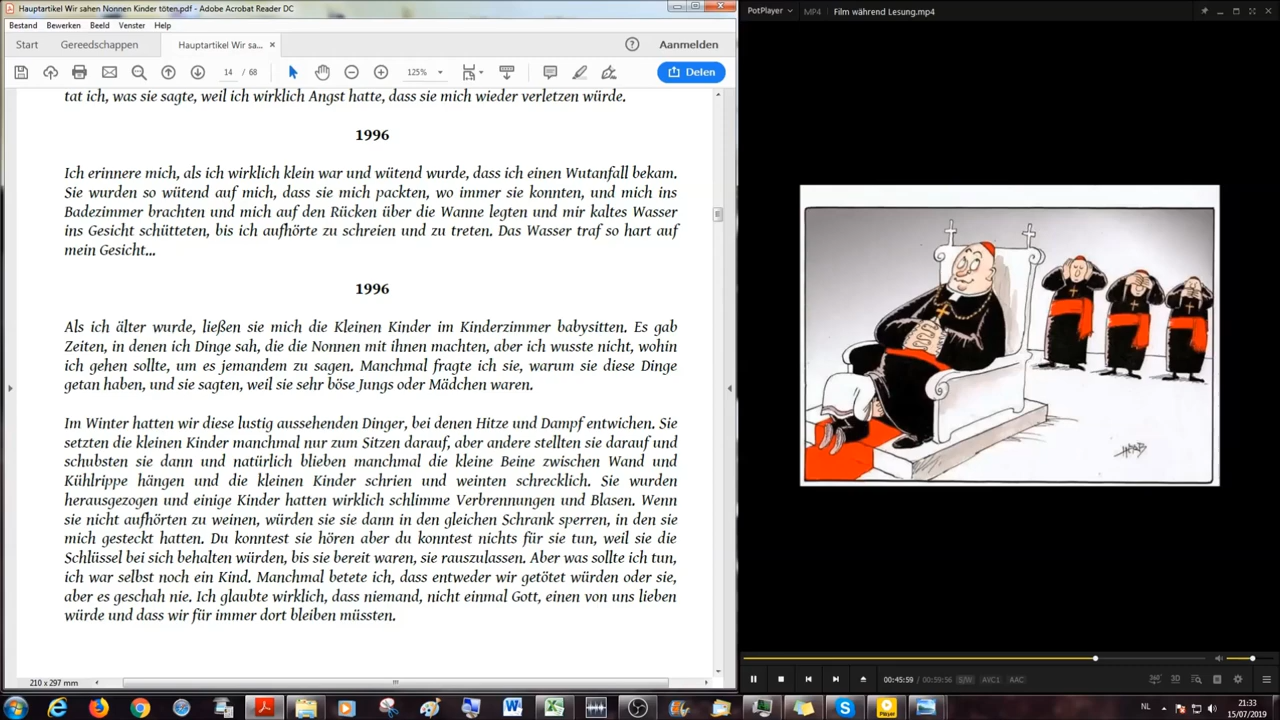 Hauptartikel Wir sahen Nonnen Kinder töten.pdf - Adobe Acrobat Reader DC
Bestand Bewerken Beeld Venster Help
Start Gereedschappen Hauptartikel Wir sa... × Aanmelden
14 / 68 125% Delen
tat ich, was sie sagte, weil ich wirklich Angst hatte, dass sie mich wieder verletzen würde.
1996
Ich erinnere mich, als ich wirklich klein war und wütend wurde, dass ich einen Wutanfall bekam.
Sie wurden so wütend auf mich, dass sie mich packten, wo immer sie konnten, und mich ins
Badezimmer brachten und mich auf den Rücken über die Wanne legten und mir kaltes Wasser
ins Gesicht schütteten, bis ich aufhörte zu schreien und zu treten. Das Wasser traf so hart auf
mein Gesicht...
1996
Als ich älter wurde, ließen sie mich die Kleinen Kinder im Kinderzimmer babysitten. Es gab
Zeiten, in denen ich Dinge sah, die die Nonnen mit ihnen machten, aber ich wusste nicht, wohin
ich gehen sollte, um es jemandem zu sagen. Manchmal fragte ich sie, warum sie diese Dinge
getan haben, und sie sagten, weil sie sehr böse Jungs oder Mädchen waren.
Im Winter hatten wir diese lustig aussehenden Dinger, bei denen Hitze und Dampf entwichen. Sie
setzten die kleinen Kinder manchmal nur zum Sitzen darauf, aber andere stellten sie darauf und
schubsten sie dann und natürlich blieben manchmal die kleine Beine zwischen Wand und
Kühlrippe hängen und die kleinen Kinder schrien und weinten schrecklich. Sie wurden
herausgezogen und einige Kinder hatten wirklich schlimme Verbrennungen und Blasen. Wenn
sie nicht aufhörten zu weinen, würden sie sie dann in den gleichen Schrank sperren, in den sie
mich gesteckt hatten. Du konntest sie hören aber du konntest nichts für sie tun, weil sie die
Schlüssel bei sich behalten würden, bis sie bereit waren, sie rauszulassen. Aber was sollte ich tun,
ich war selbst noch ein Kind. Manchmal betete ich, dass entweder wir getötet würden oder sie,
aber es geschah nie. Ich glaubte wirklich, dass niemand, nicht einmal Gott, einen von uns lieben
würde und dass wir für immer dort bleiben müssten.
210 x 297 mm
PotPlayer MP4 Film während Lesung.mp4
00:45:59 / 00:59:56 S/W AVC1 AAC
360° 3D
NL 21:33
15/07/2019